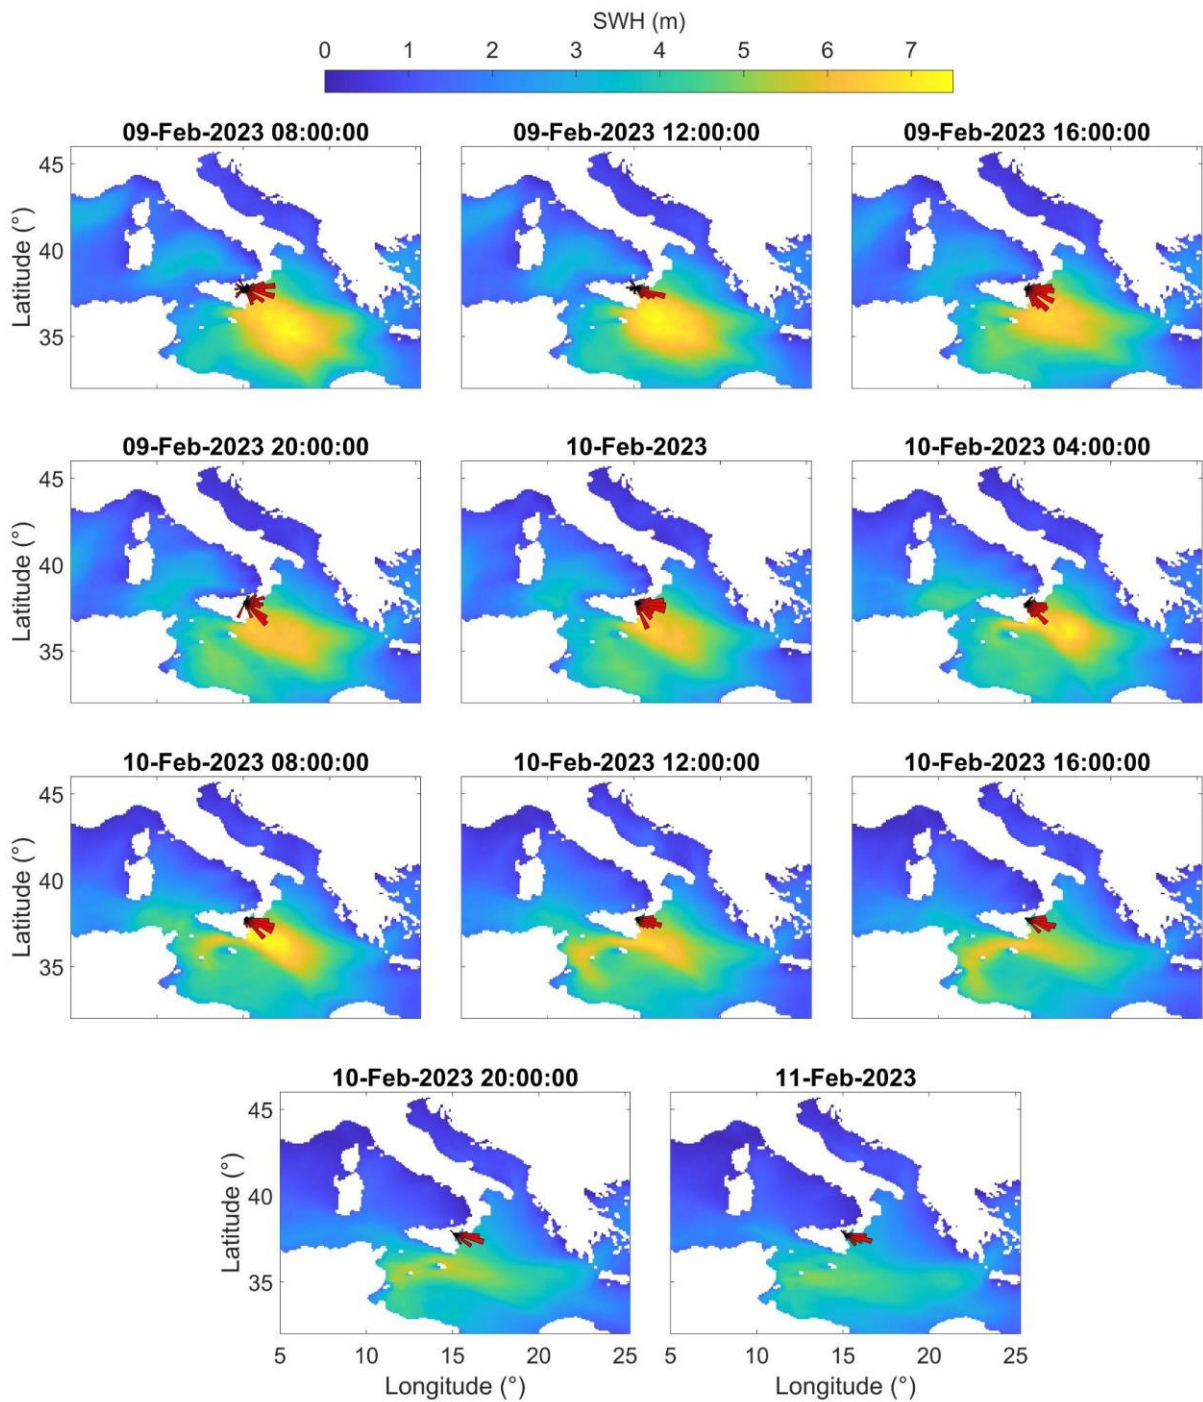 SWH (m)
0 1 2 3 4 5 6 7
09-Feb-2023 08:00:00 09-Feb-2023 12:00:00 09-Feb-2023 16:00:00
45
40
35
Latitude (°)
09-Feb-2023 20:00:00 10-Feb-2023 10-Feb-2023 04:00:00
45
40
35
Latitude (°)
10-Feb-2023 08:00:00 10-Feb-2023 12:00:00 10-Feb-2023 16:00:00
45
40
35
Latitude (°)
10-Feb-2023 20:00:00 11-Feb-2023
45
40
35
Latitude (°)
5 10 15 20 25 5 10 15 20 25
Longitude (°) Longitude (°)